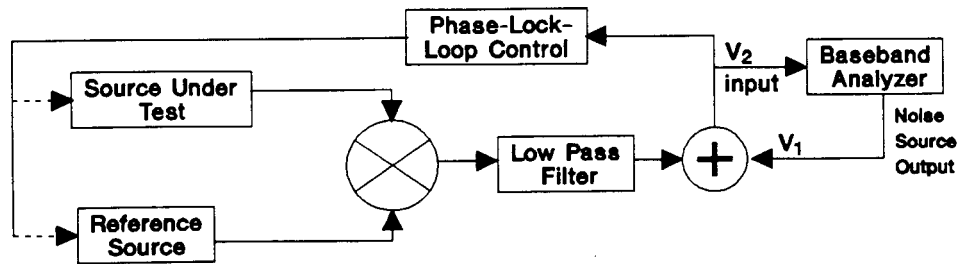 Phase-Lock-
Loop Control
V2
input
Baseband
Analyzer
Source Under
Test
Noise
Source
Output
V1
Low Pass
Filter
Reference
Source